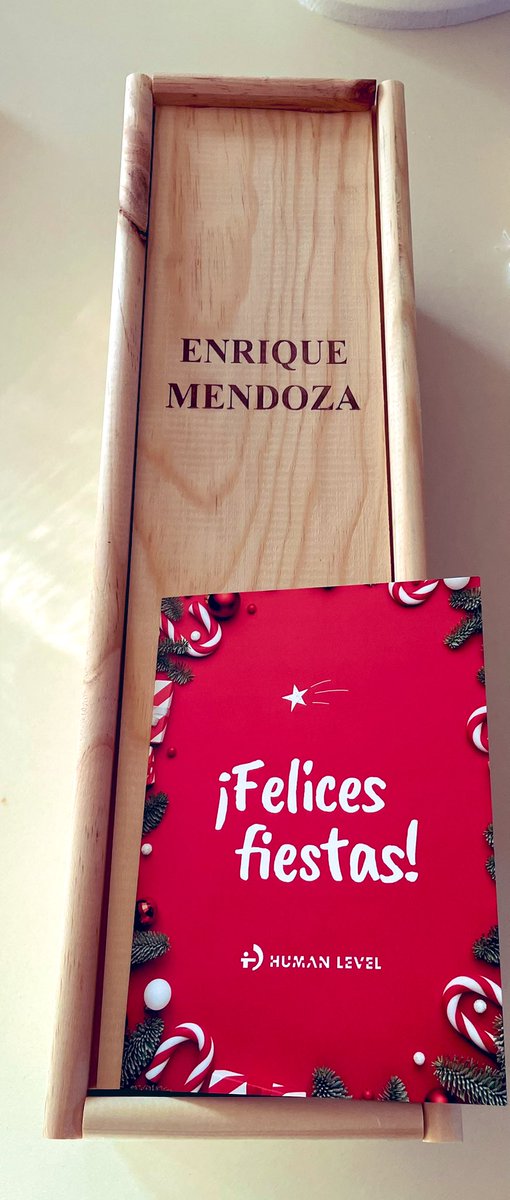 ENRIQUE
MENDOZA
¡Felices
fiestas!
HUMAN LEVEL